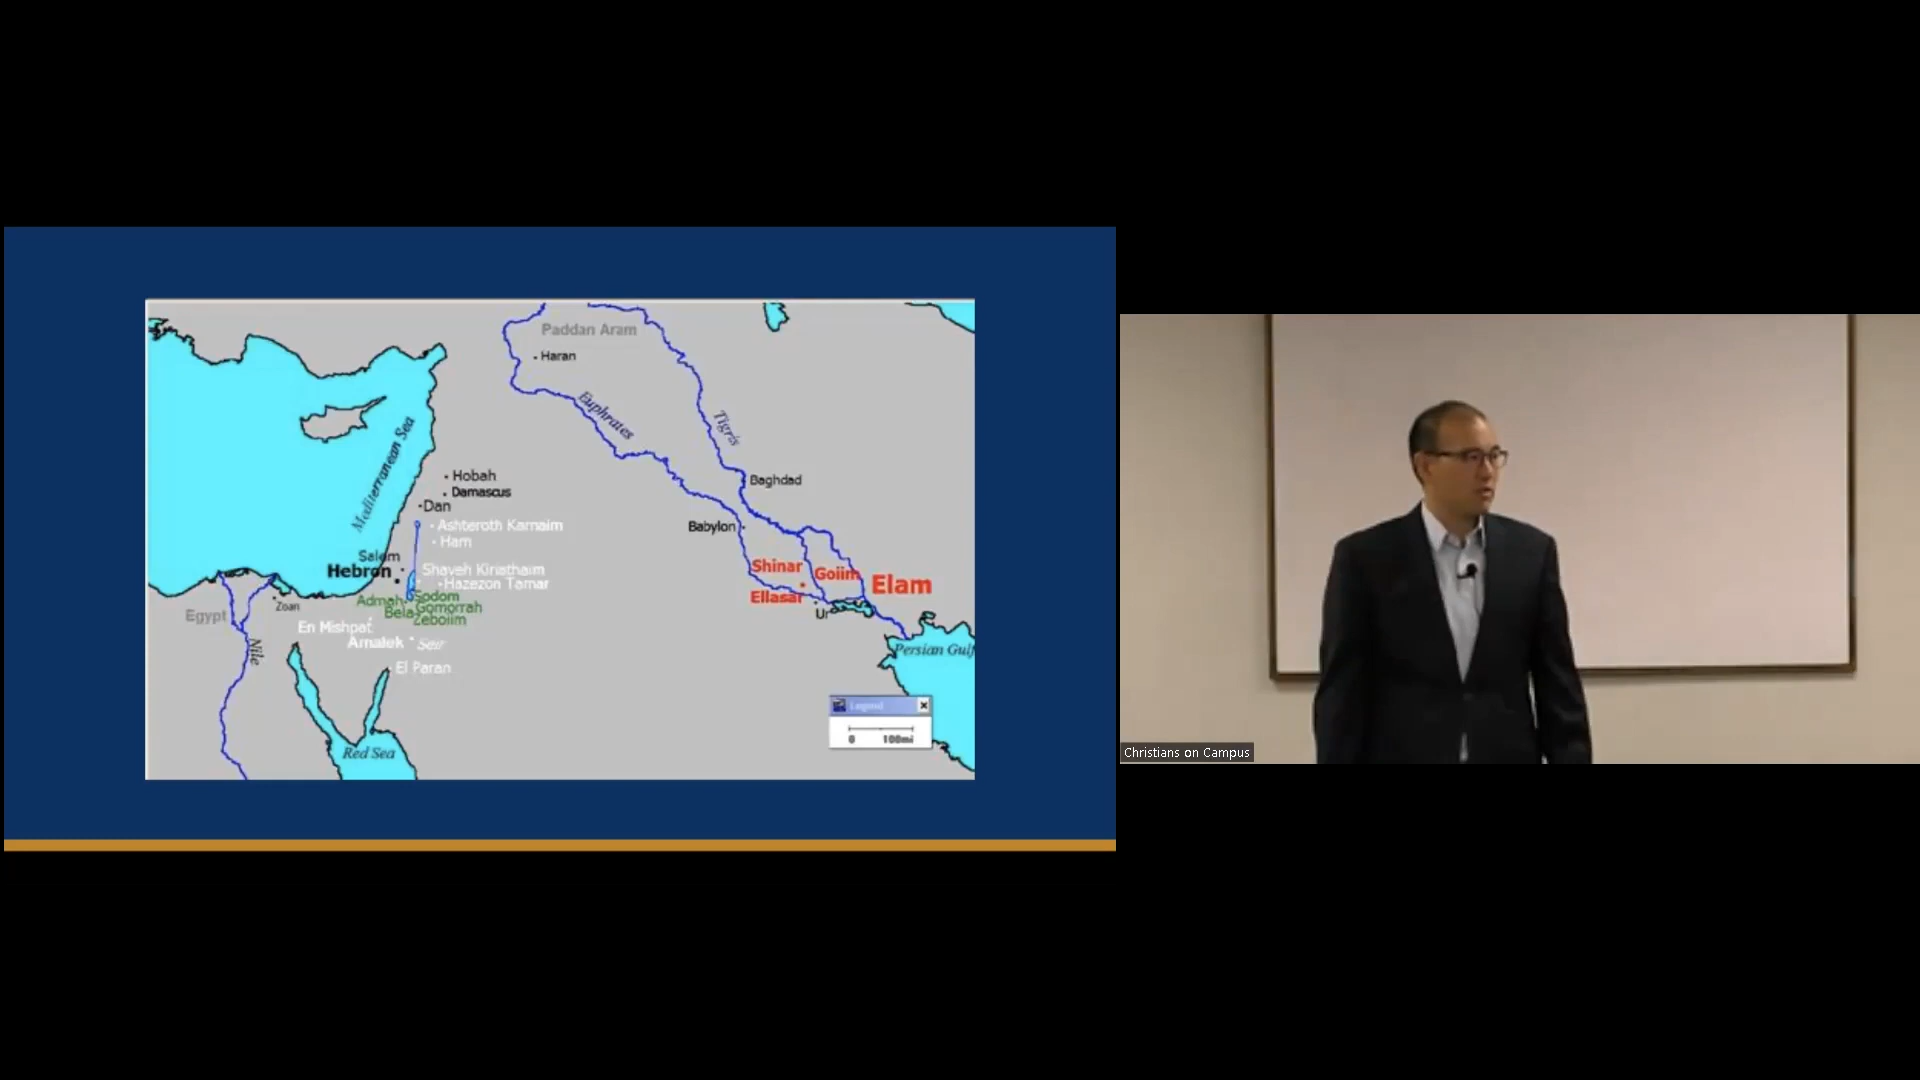 Paddan Aram
Haran
Euphrates
Tigris
Mediterranean Sea
Hobah
Damascus
Dan
Baghdad
Ashteroth Karnaim
Ham
Babylon
Salem
Hebron
Shaveh Kiriathaim
Hazezon Tamar
Shinar
Goiim
Elam
Ellasar
Ur
Admah
Sodom
Bela
Gomorrah
Zeboiim
Zoan
Egypt
Nile
En Mishpat
Amalek
Seir
El Paran
Persian Gulf
Legend
0 100mi
Red Sea
Christians on Campus